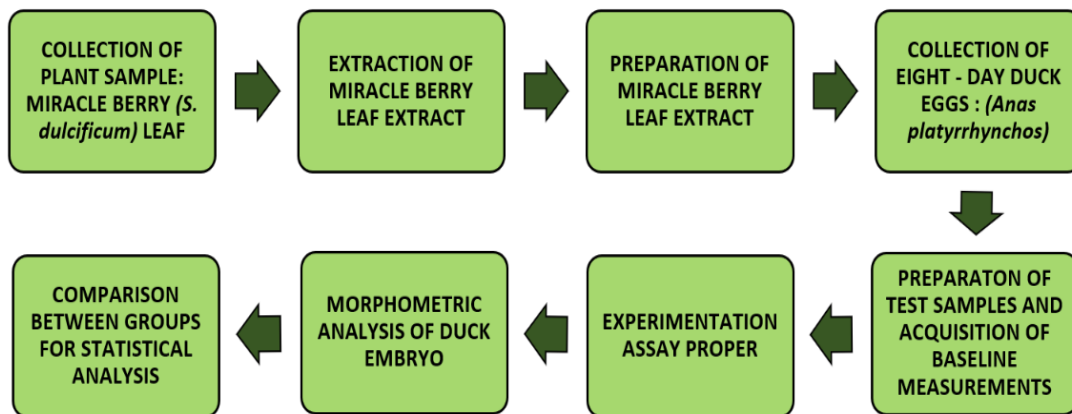 COLLECTION OF
PLANT SAMPLE:
MIRACLE BERRY (S.
dulcificum) LEAF
EXTRACTION OF
MIRACLE BERRY
LEAF EXTRACT
PREPARATION OF
MIRACLE BERRY
LEAF EXTRACT
COLLECTION OF
EIGHT - DAY DUCK
EGGS : (Anas
platyrrhynchos)
PREPARATON OF
TEST SAMPLES AND
ACQUISITION OF
BASELINE
MEASUREMENTS
EXPERIMENTATION
ASSAY PROPER
MORPHOMETRIC
ANALYSIS OF DUCK
EMBRYO
COMPARISON
BETWEEN GROUPS
FOR STATISTICAL
ANALYSIS